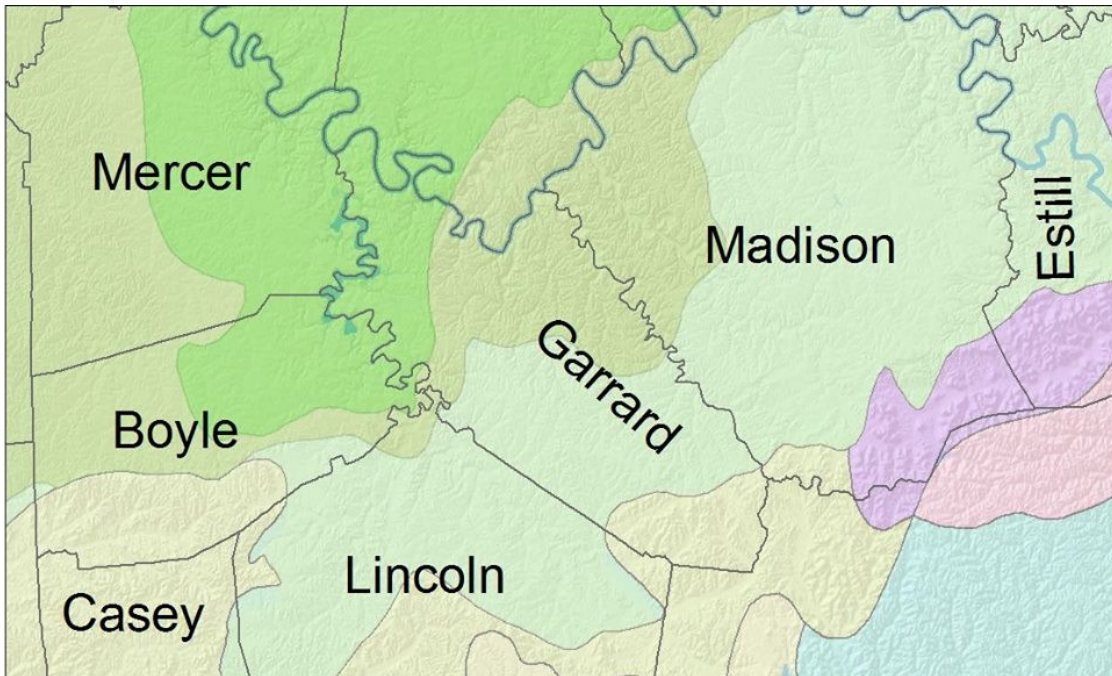 Mercer
Madison
Estill
Garrard
Boyle
Lincoln
Casey